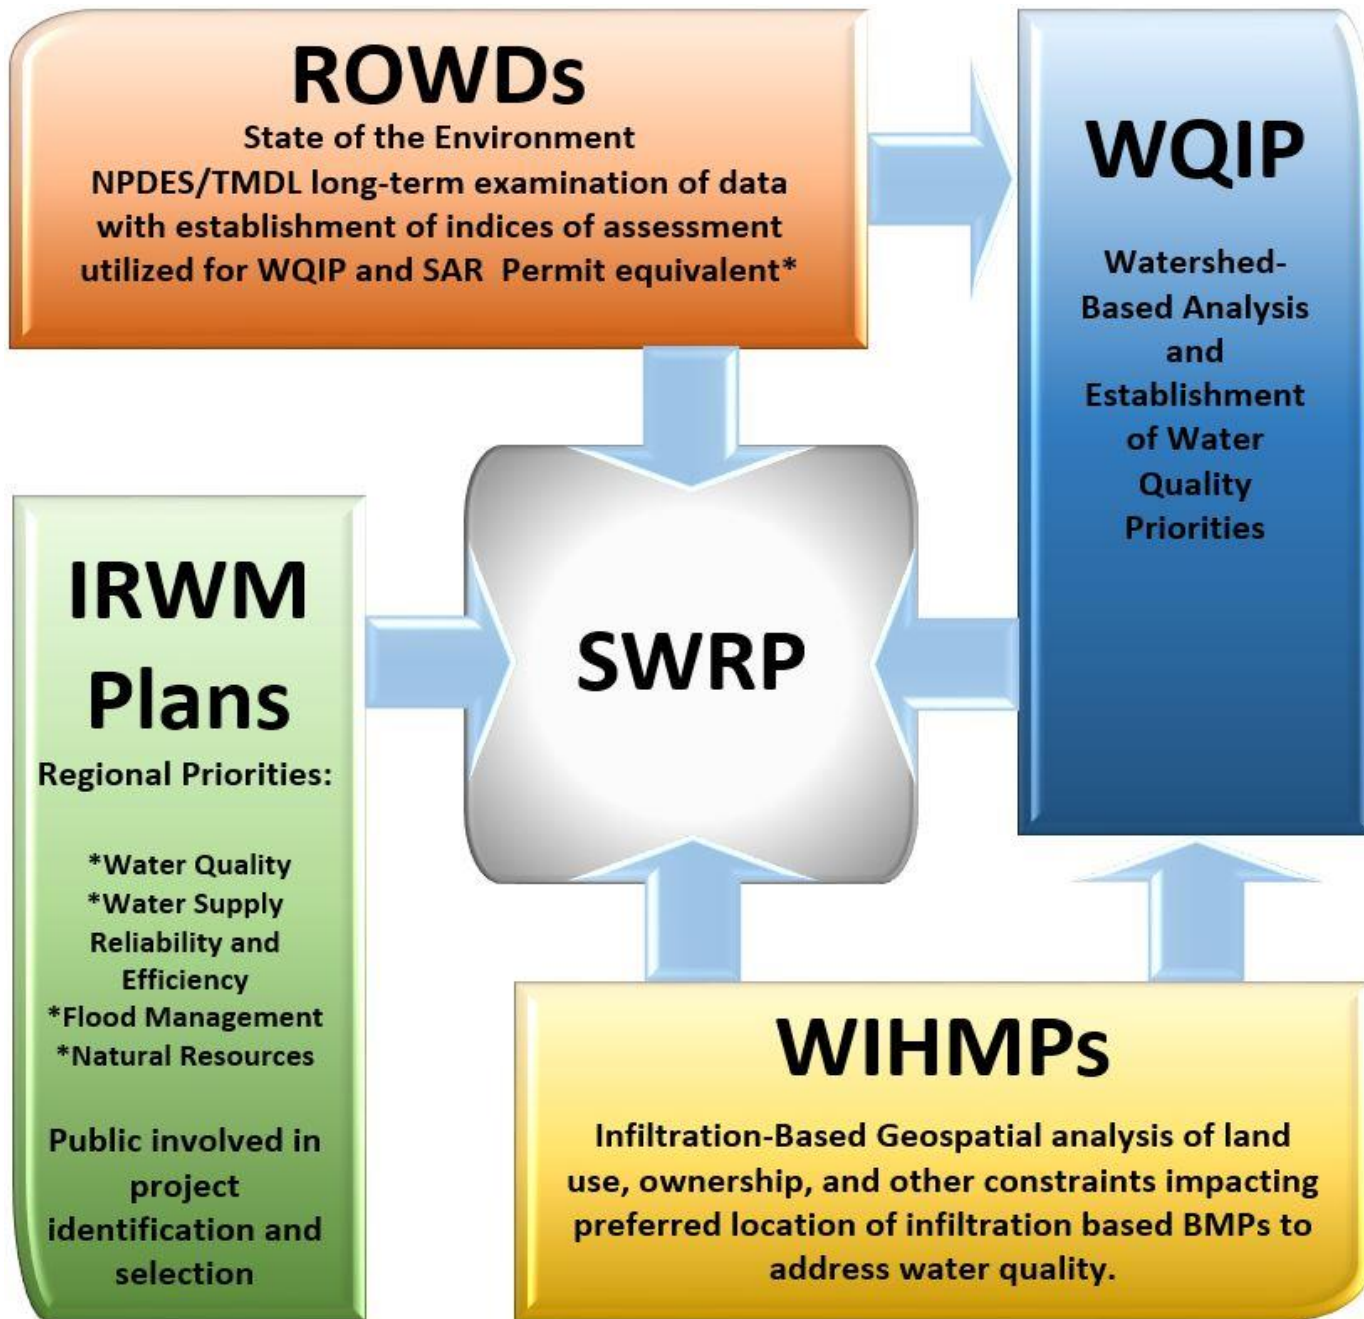 ROWDs
State of the Environment
NPDES/TMDL long-term examination of data
with establishment of indices of assessment
utilized for WQIP and SAR  Permit equivalent*
WQIP
Watershed-
Based Analysis
and
Establishment
of Water
Quality
Priorities
SWRP
IRWM
Plans
Regional Priorities:
*Water Quality
*Water Supply
Reliability and
Efficiency
*Flood Management
*Natural Resources
Public involved in
project
identification and
selection
WIHMPs
Infiltration-Based Geospatial analysis of land
use, ownership, and other constraints impacting
preferred location of infiltration based BMPs to
address water quality.